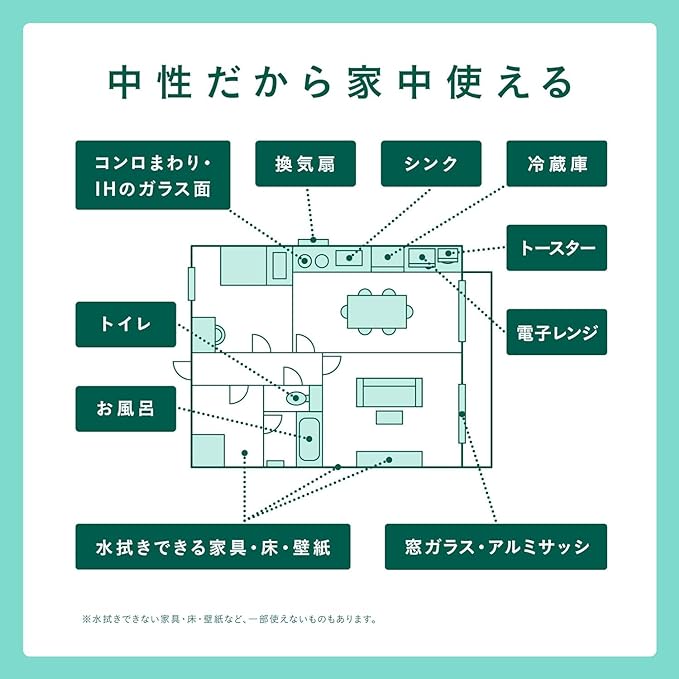 中性だから家中使える
コンロまわり・
IHのガラス面
換気扇
シンク
冷蔵庫
トースター
トイレ
電子レンジ
お風呂
水拭きできる家具・床・壁紙
窓ガラス・アルミサッシ
※水拭きできない家具・床・壁紙など、一部使えないものもあります。